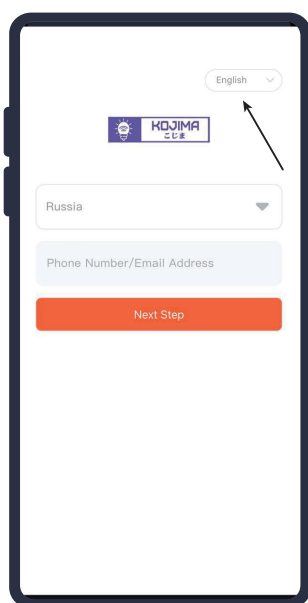 English
KOJIMA
こじま
Russia
Phone Number/Email Address
Next Step